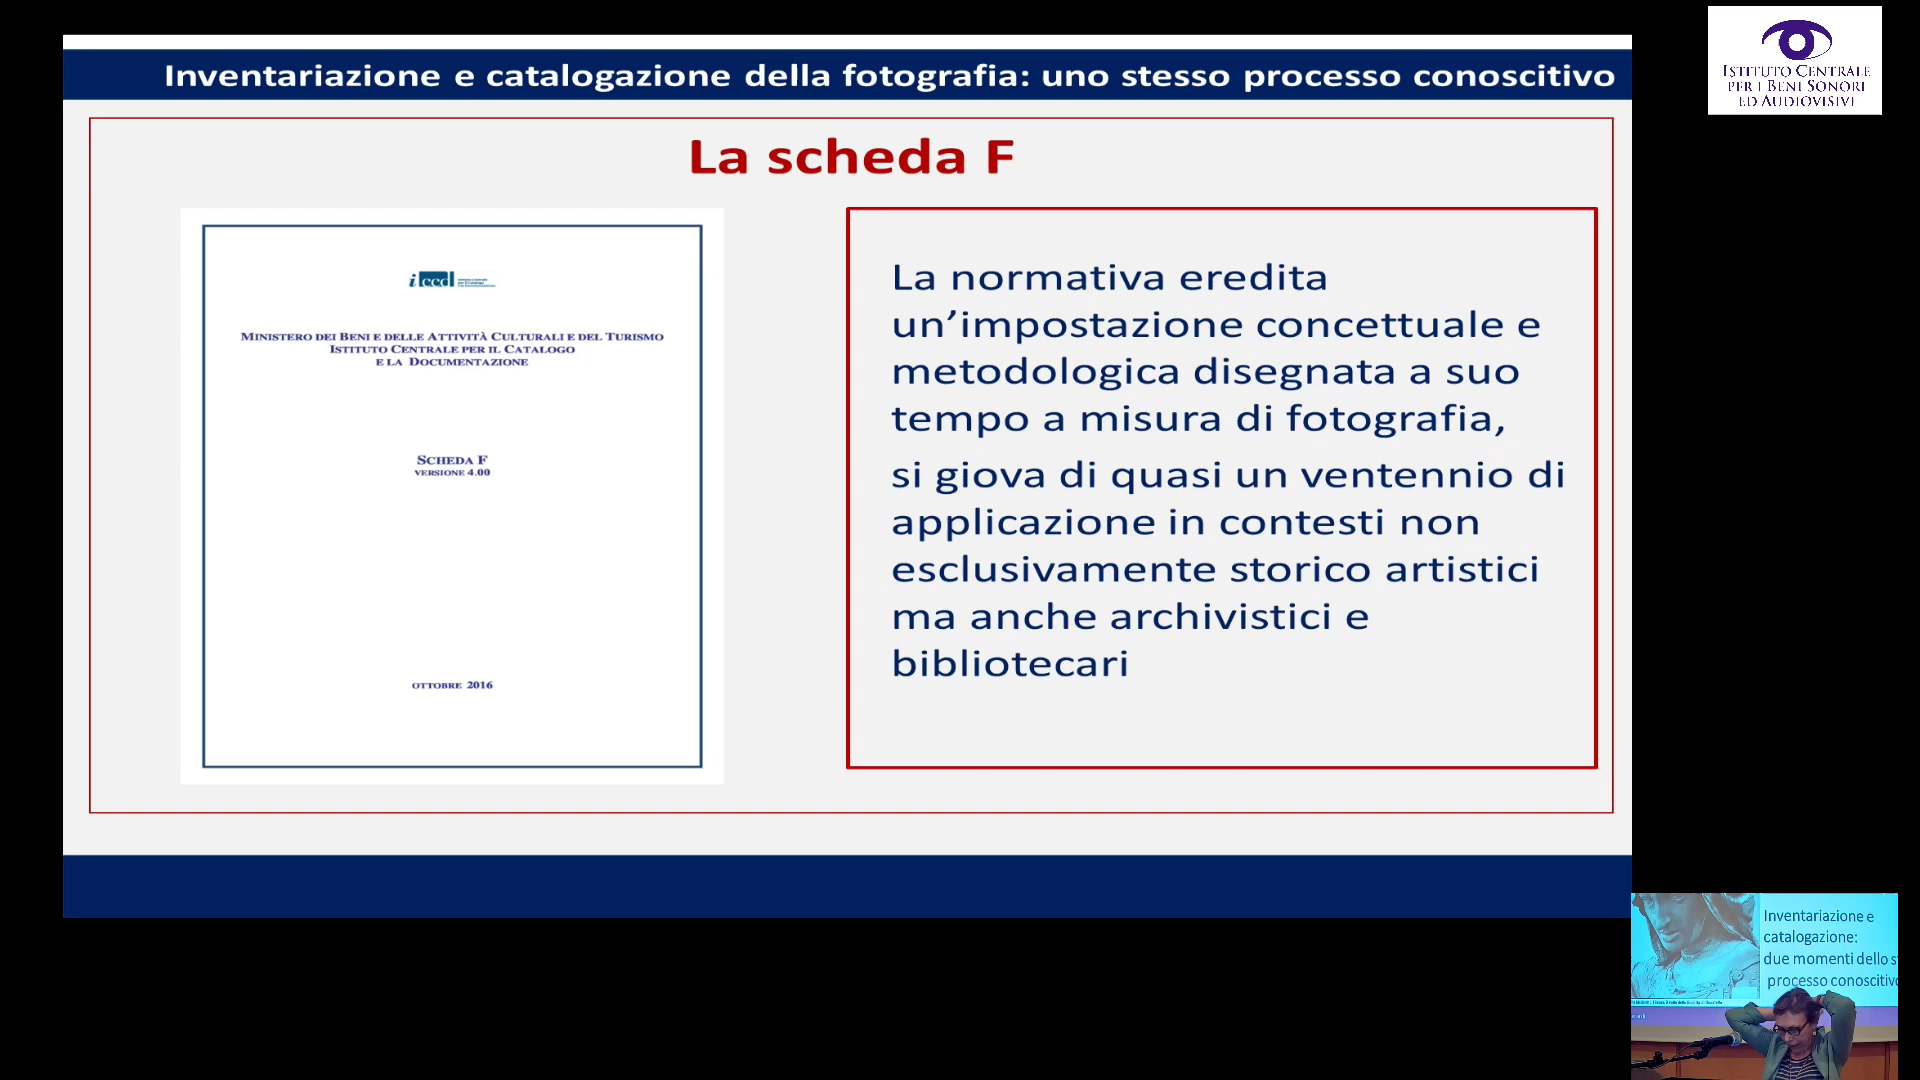 Inventariazione e catalogazione della fotografia: uno stesso processo conoscitivo
ISTITUTO CENTRALE
PER I BENI SONORI
ED AUDIOVISIVI
La scheda F
iccd
MINISTERO DEI BENI E DELLE ATTIVITÀ CULTURALI E DEL TURISMO
ISTITUTO CENTRALE PER IL CATALOGO
E LA DOCUMENTAZIONE
SCHEDA F
VERSIONE 4.00
OTTOBRE 2016
La normativa eredita
un’impostazione concettuale e
metodologica disegnata a suo
tempo a misura di fotografia,
si giova di quasi un ventennio di
applicazione in contesti non
esclusivamente storico artistici
ma anche archivistici e
bibliotecari
Inventariazione e
catalogazione:
due momenti dello s
processo conoscitivo